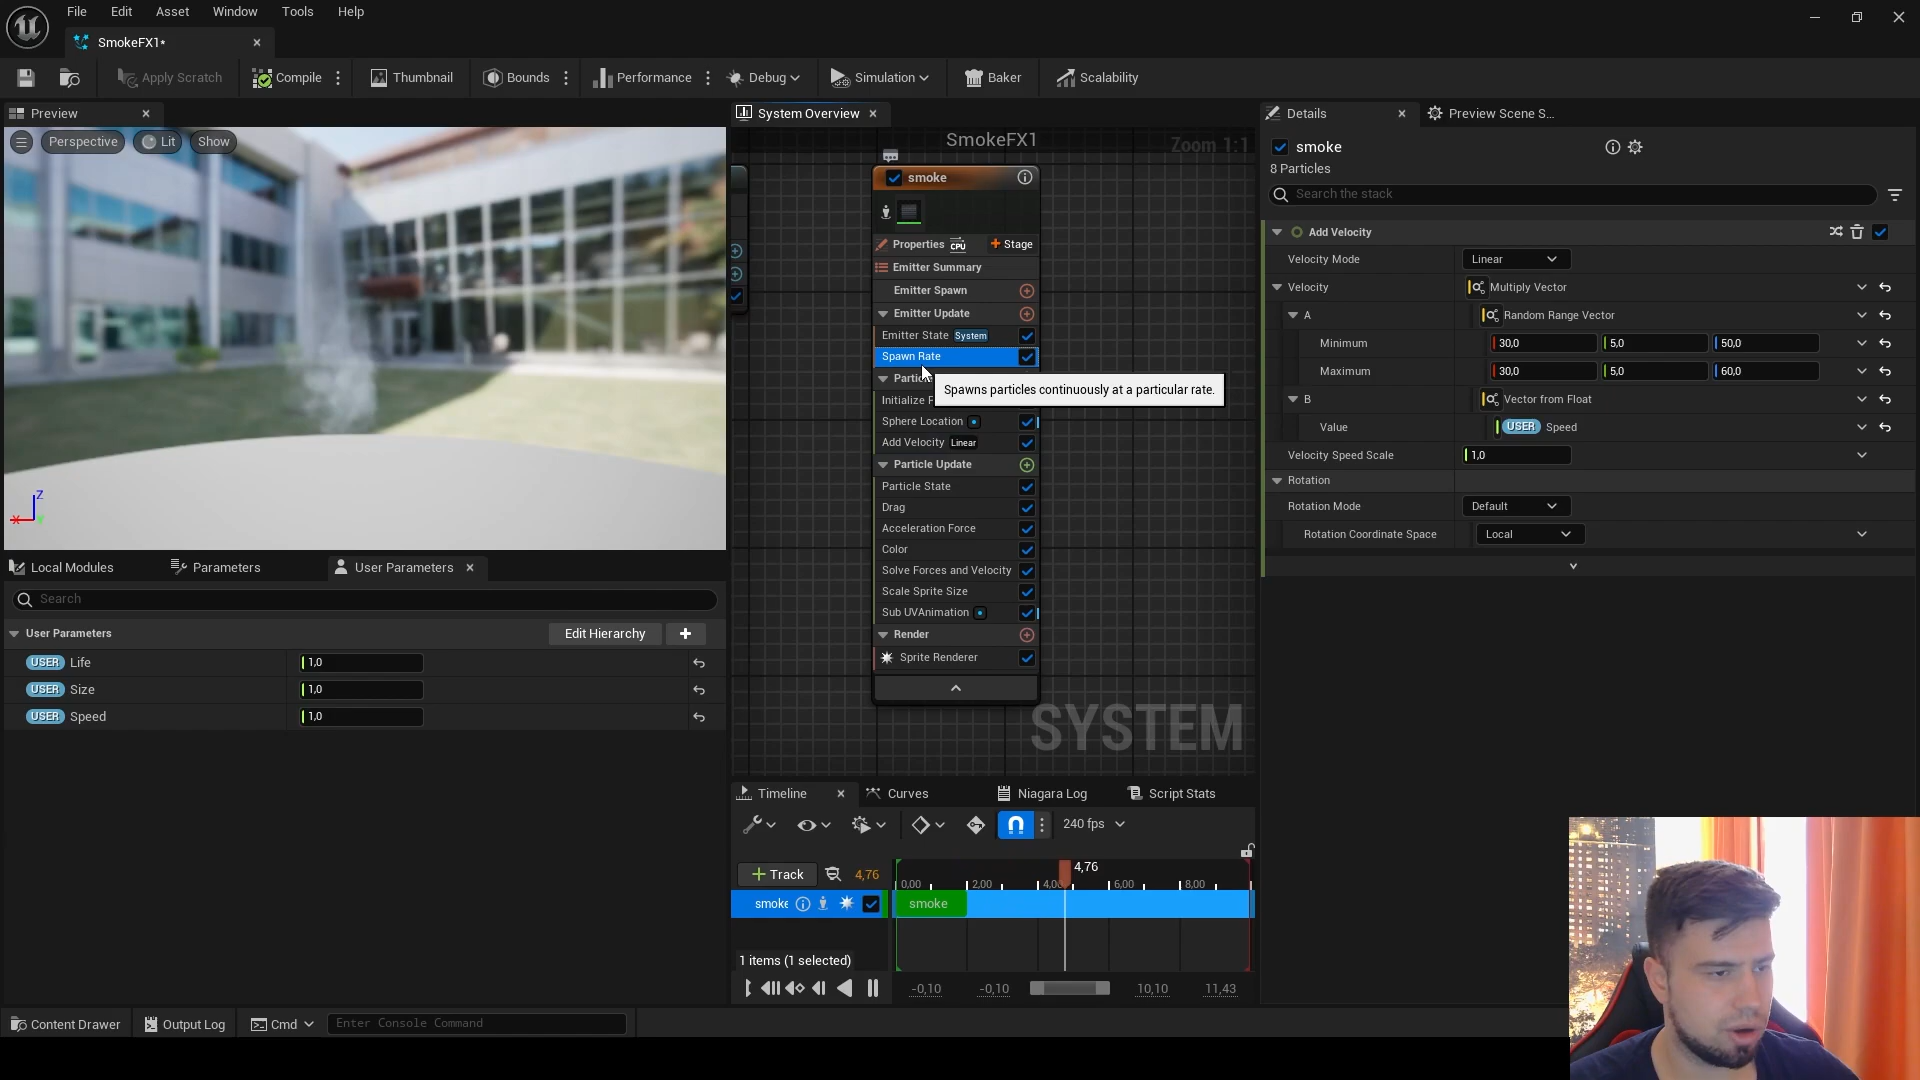 File Edit Asset Window Tools Help
SmokeFX1*
Apply Scratch Compile Thumbnail Bounds Performance Debug Simulation Baker Scalability
Preview
Perspective Lit Show
Z
X
System Overview
SmokeFX1
Zoom 1:1
smoke
Properties CPU + Stage
Emitter Summary
Emitter Spawn
Emitter Update
Emitter State System
Spawn Rate
Spawns particles continuously at a particular rate.
Sphere Location
Add Velocity Linear
Particle Update
Particle State
Drag
Acceleration Force
Color
Solve Forces and Velocity
Scale Sprite Size
Sub UVAnimation
Render
Sprite Renderer
SYSTEM
Details Preview Scene S...
smoke
8 Particles
Search the stack
Add Velocity
Velocity Mode Linear
Velocity Multiply Vector
A Random Range Vector
Minimum 30,0 5,0 50,0
Maximum 30,0 5,0 60,0
B Vector from Float
Value USER Speed
Velocity Speed Scale 1,0
Rotation
Rotation Mode Default
Rotation Coordinate Space Local
Local Modules Parameters User Parameters
Search
User Parameters Edit Hierarchy +
USER Life 1,0
USER Size 1,0
USER Speed 1,0
Timeline Curves Niagara Log Script Stats
240 fps
+ Track 4,76
4,76
0,00 2,00 4,00 6,00 8,00
smoke smoke
1 items (1 selected)
-0,10 -0,10 10,10 11,43
Content Drawer Output Log Cmd Enter Console Command